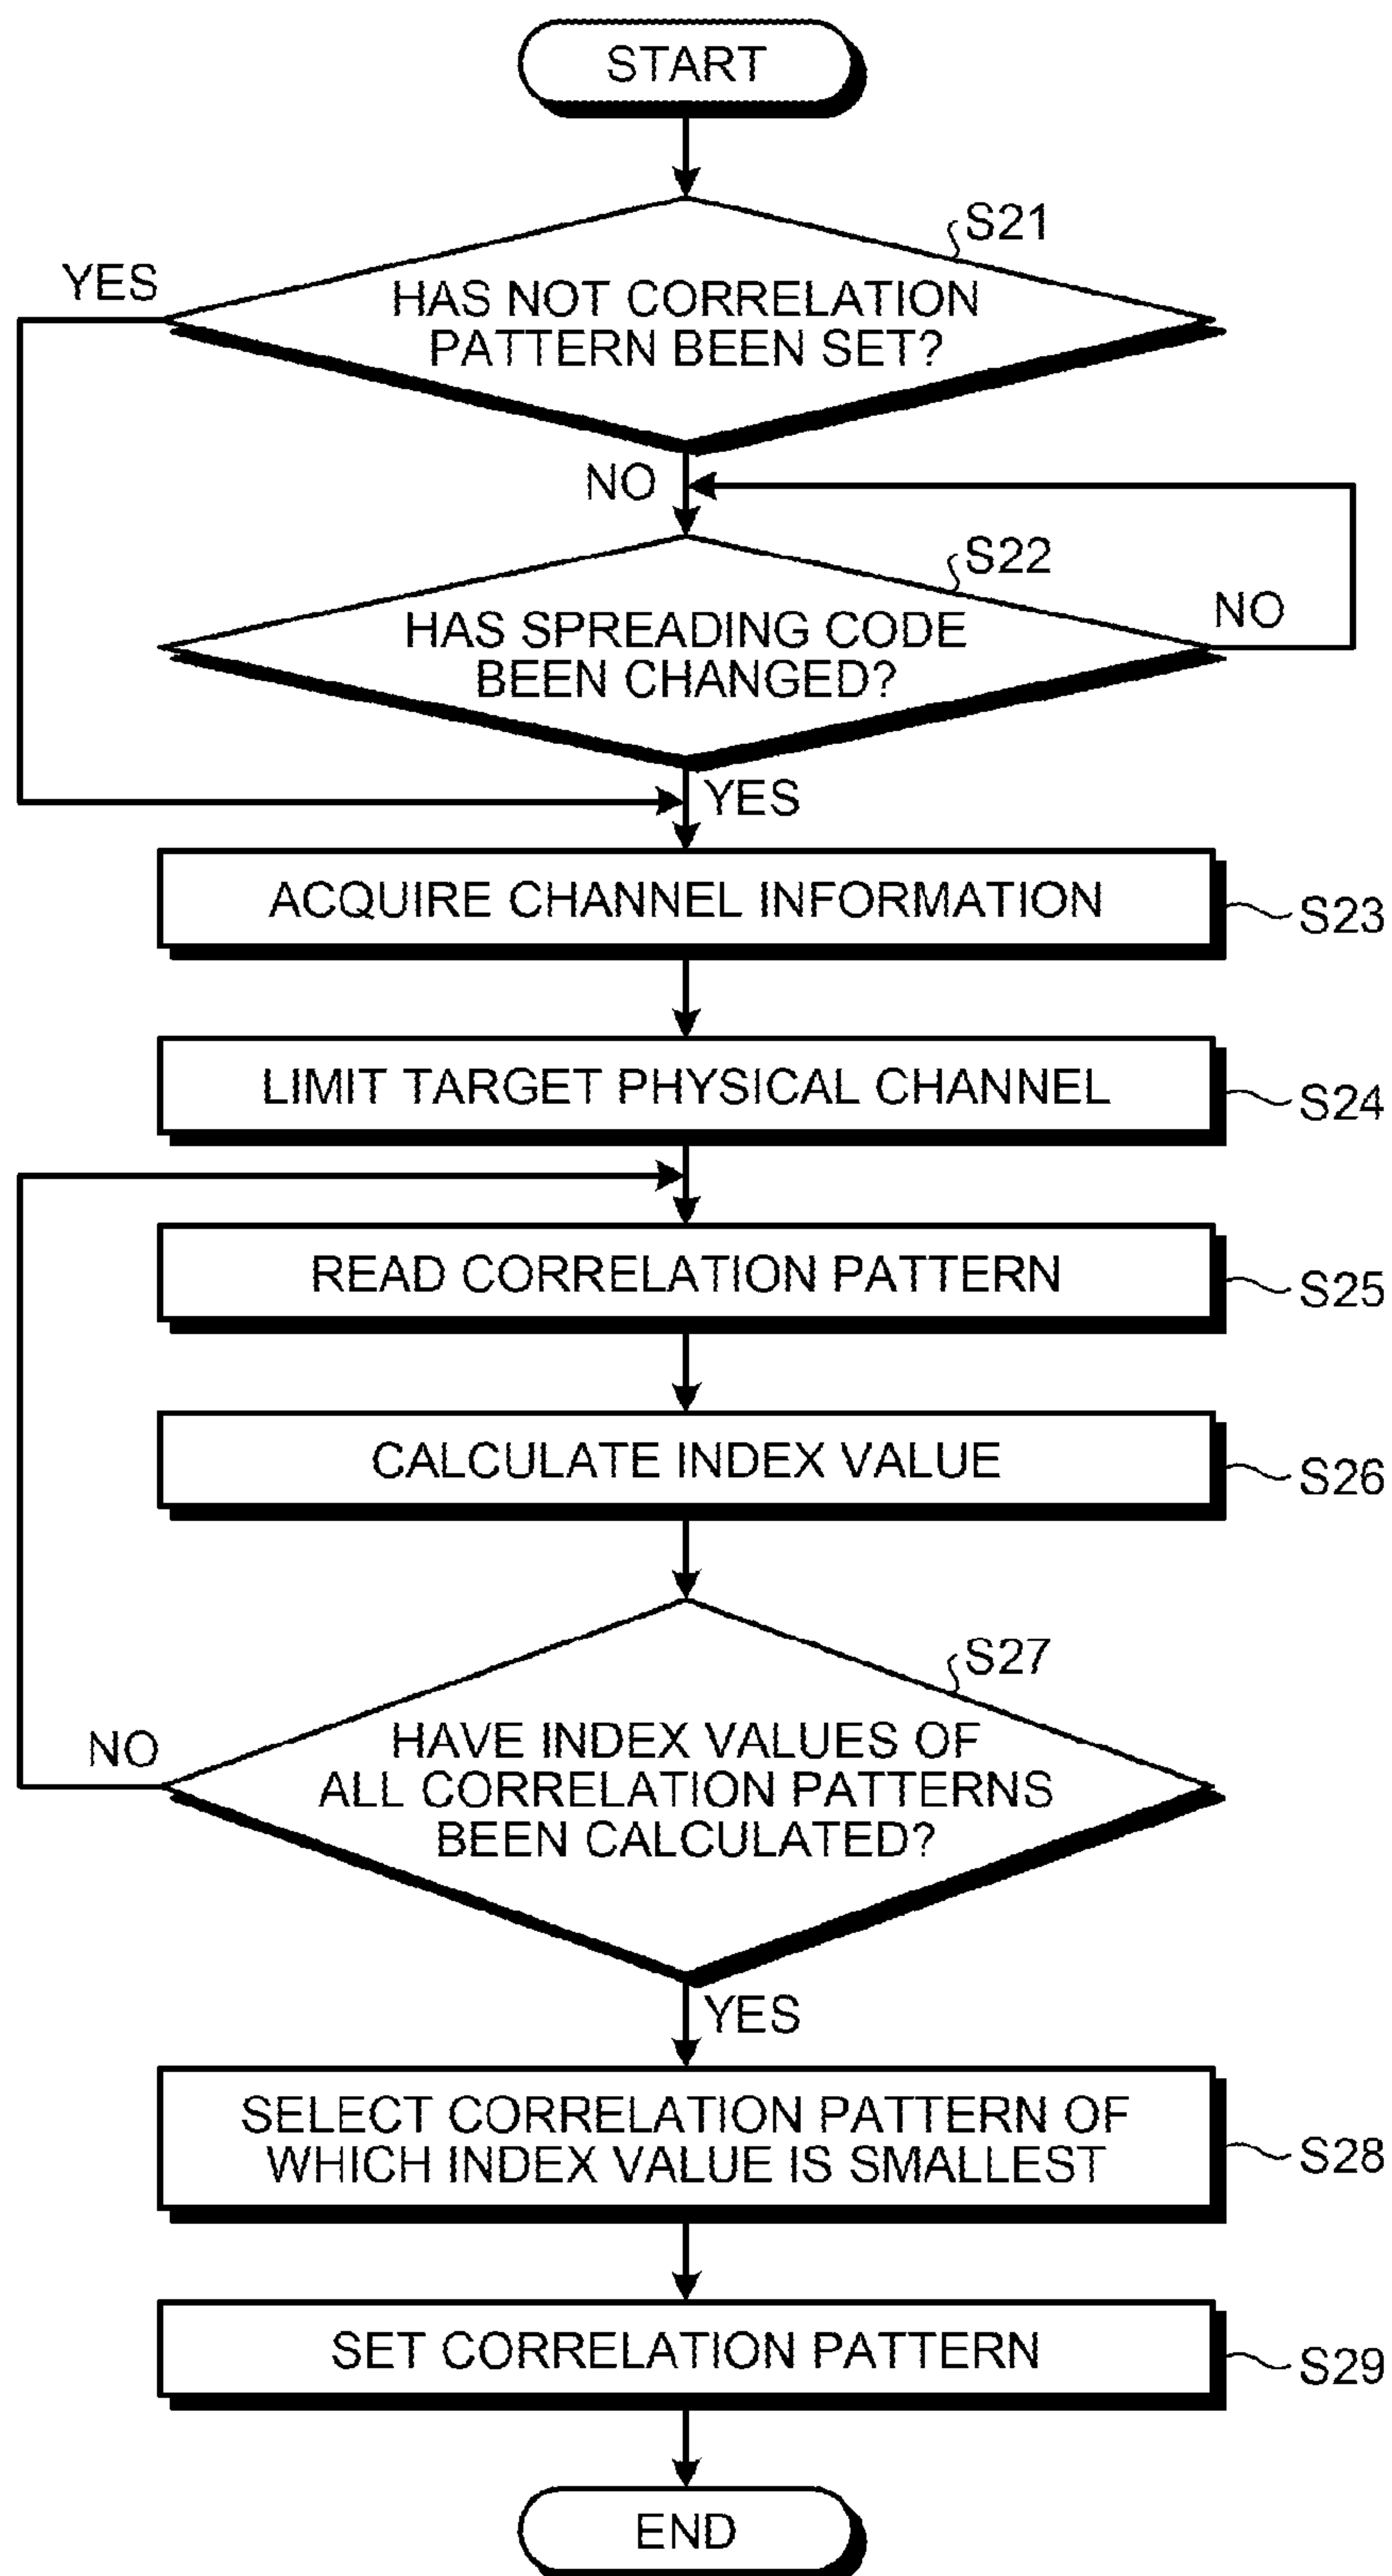 START
S21
YES
HAS NOT CORRELATION
PATTERN BEEN SET?
NO
S22
NO
HAS SPREADING CODE
BEEN CHANGED?
YES
ACQUIRE CHANNEL INFORMATION
S23
LIMIT TARGET PHYSICAL CHANNEL
S24
READ CORRELATION PATTERN
S25
CALCULATE INDEX VALUE
S26
S27
NO
HAVE INDEX VALUES OF
ALL CORRELATION PATTERNS
BEEN CALCULATED?
YES
SELECT CORRELATION PATTERN OF
WHICH INDEX VALUE IS SMALLEST
S28
SET CORRELATION PATTERN
S29
END